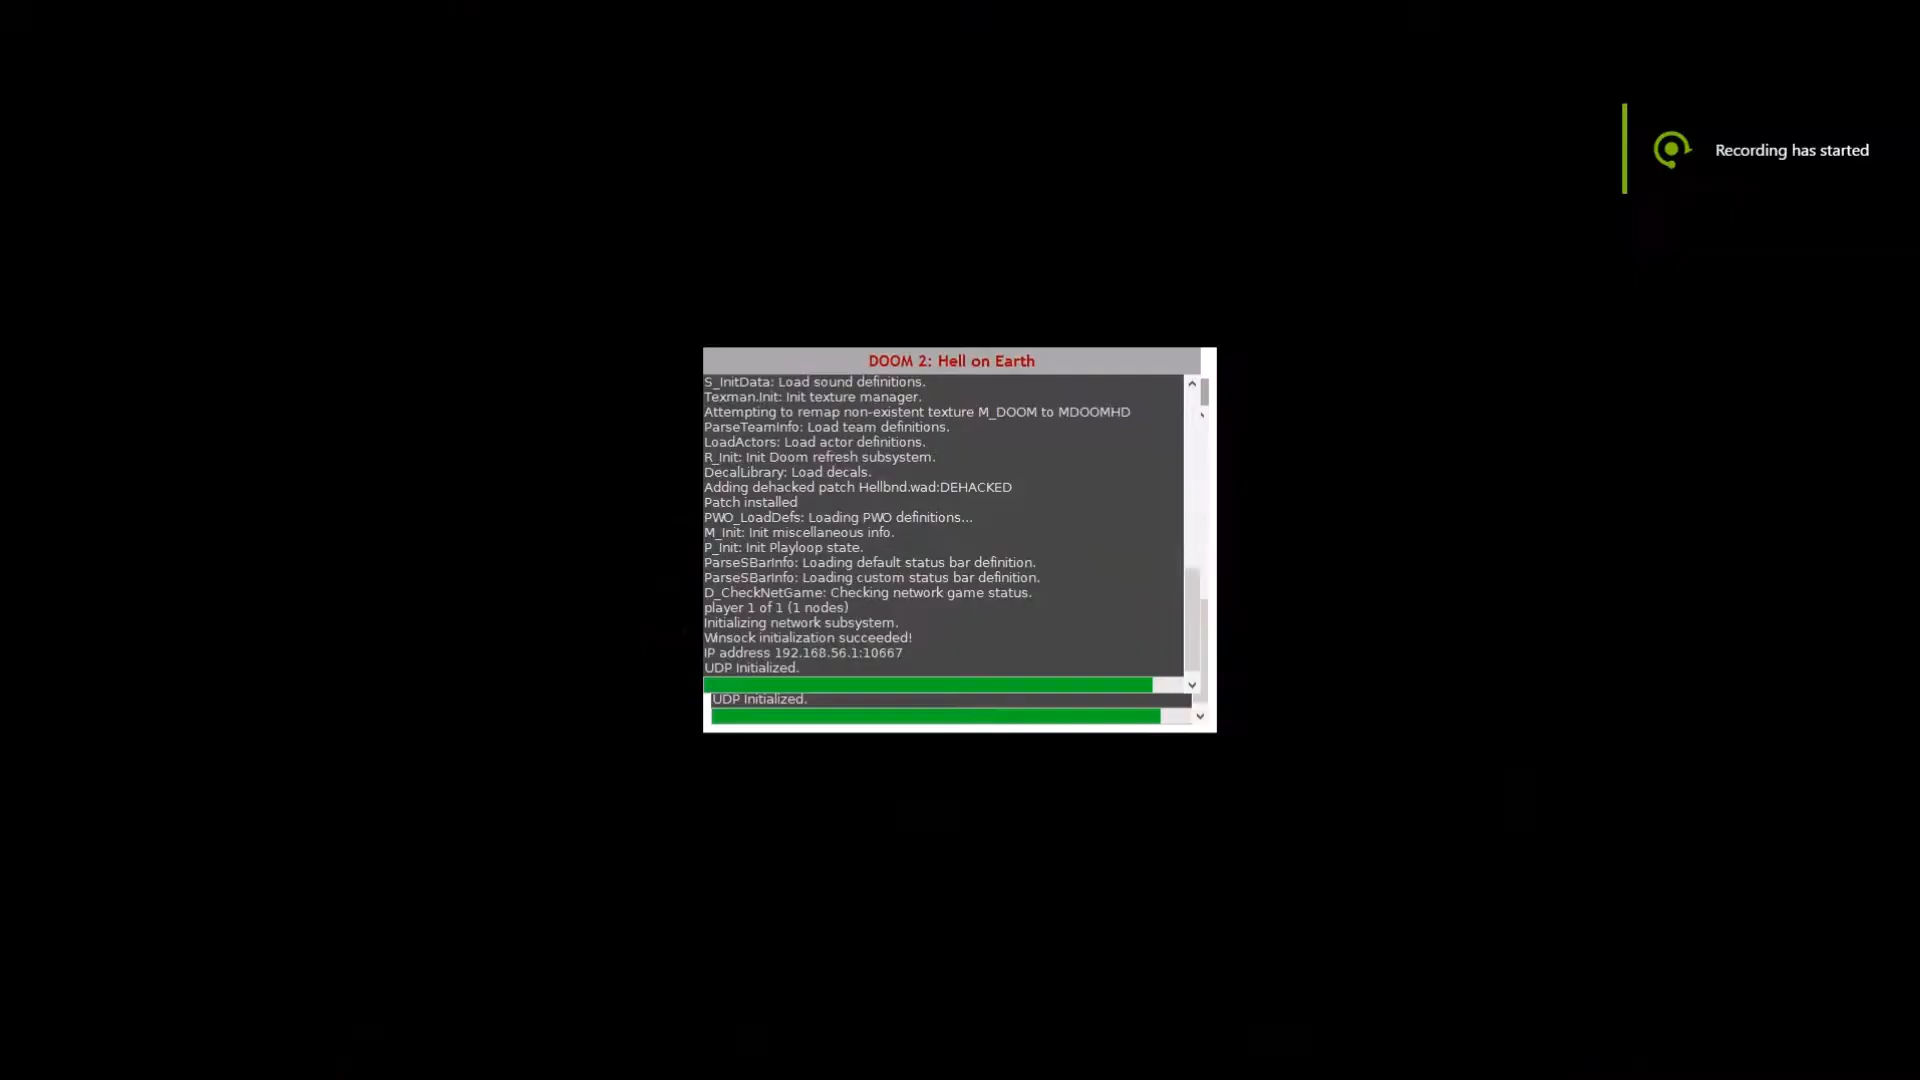 Recording has started
DOOM 2: Hell on Earth
S_InitData: Load sound definitions.
Texman.Init: Init texture manager.
Attempting to remap non-existent texture M_DOOM to MDOOMHD
ParseTeamInfo: Load team definitions.
LoadActors: Load actor definitions.
R_Init: Init Doom refresh subsystem.
DecalLibrary: Load decals.
Adding dehacked patch Hellbnd.wad:DEHACKED
Patch installed
PWO_LoadDefs: Loading PWO definitions...
M_Init: Init miscellaneous info.
P_Init: Init Playloop state.
ParseSBarInfo: Loading default status bar definition.
ParseSBarInfo: Loading custom status bar definition.
D_CheckNetGame: Checking network game status.
player 1 of 1 (1 nodes)
Initializing network subsystem.
Winsock initialization succeeded!
IP address 192.168.56.1:10667
UDP Initialized.
UDP Initialized.